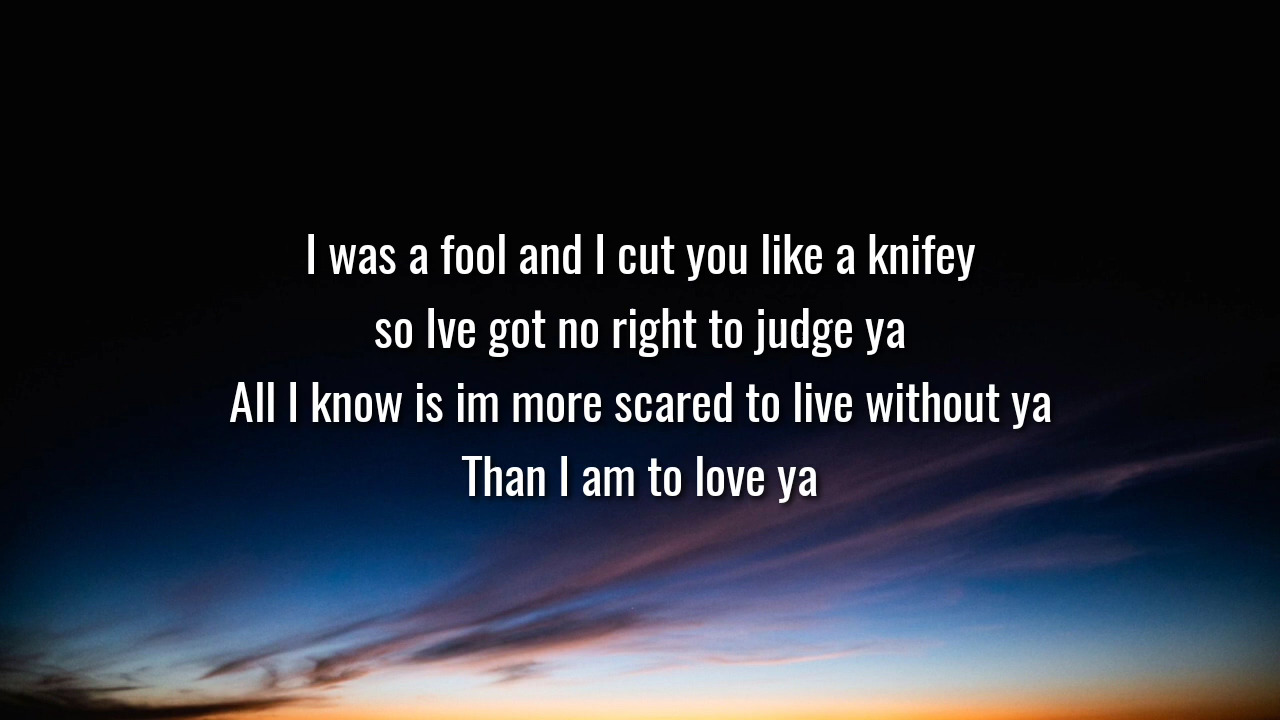 I was a fool and I cut you like a knifey
so Ive got no right to judge ya
All I know is im more scared to live without ya
Than I am to love ya